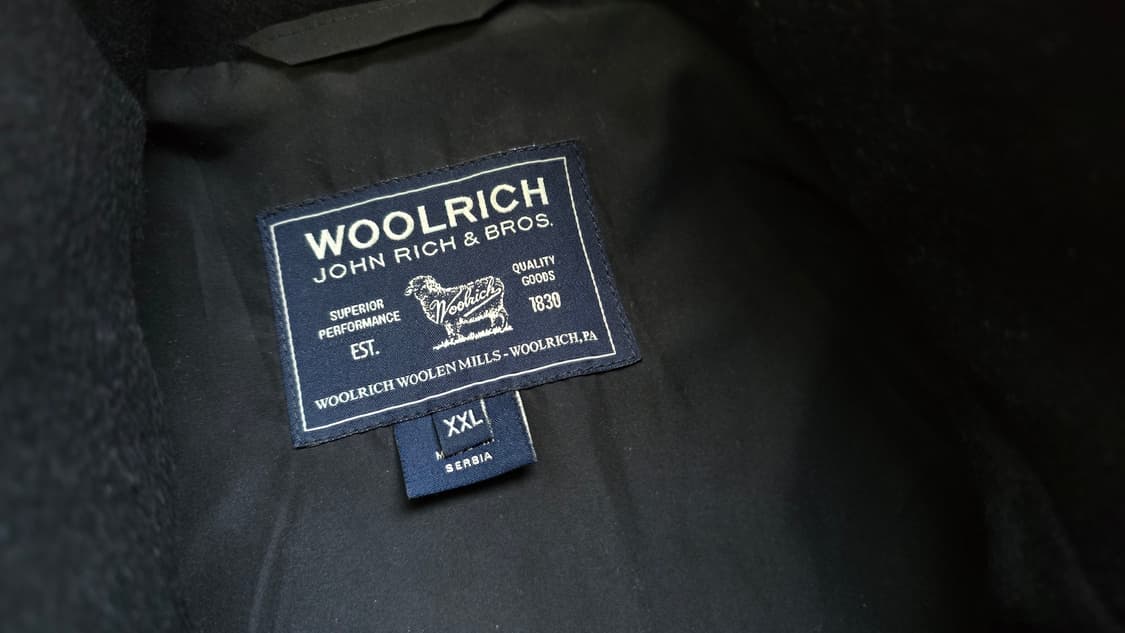 WOOLRICH
JOHN RICH & BROS.
SUPERIOR
PERFORMANCE
EST.
Woolrich
QUALITY
GOODS
1830
WOOLRICH WOOLEN MILLS - WOOLRICH, PA
XXL
SERBIA